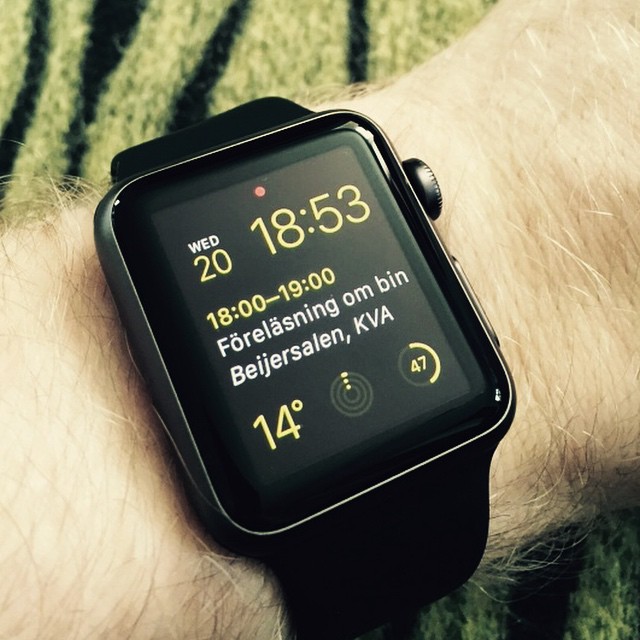 WED 18:53
20
18:00–19:00
Föreläsning om bin
Beijersalen, KVA
14° 47